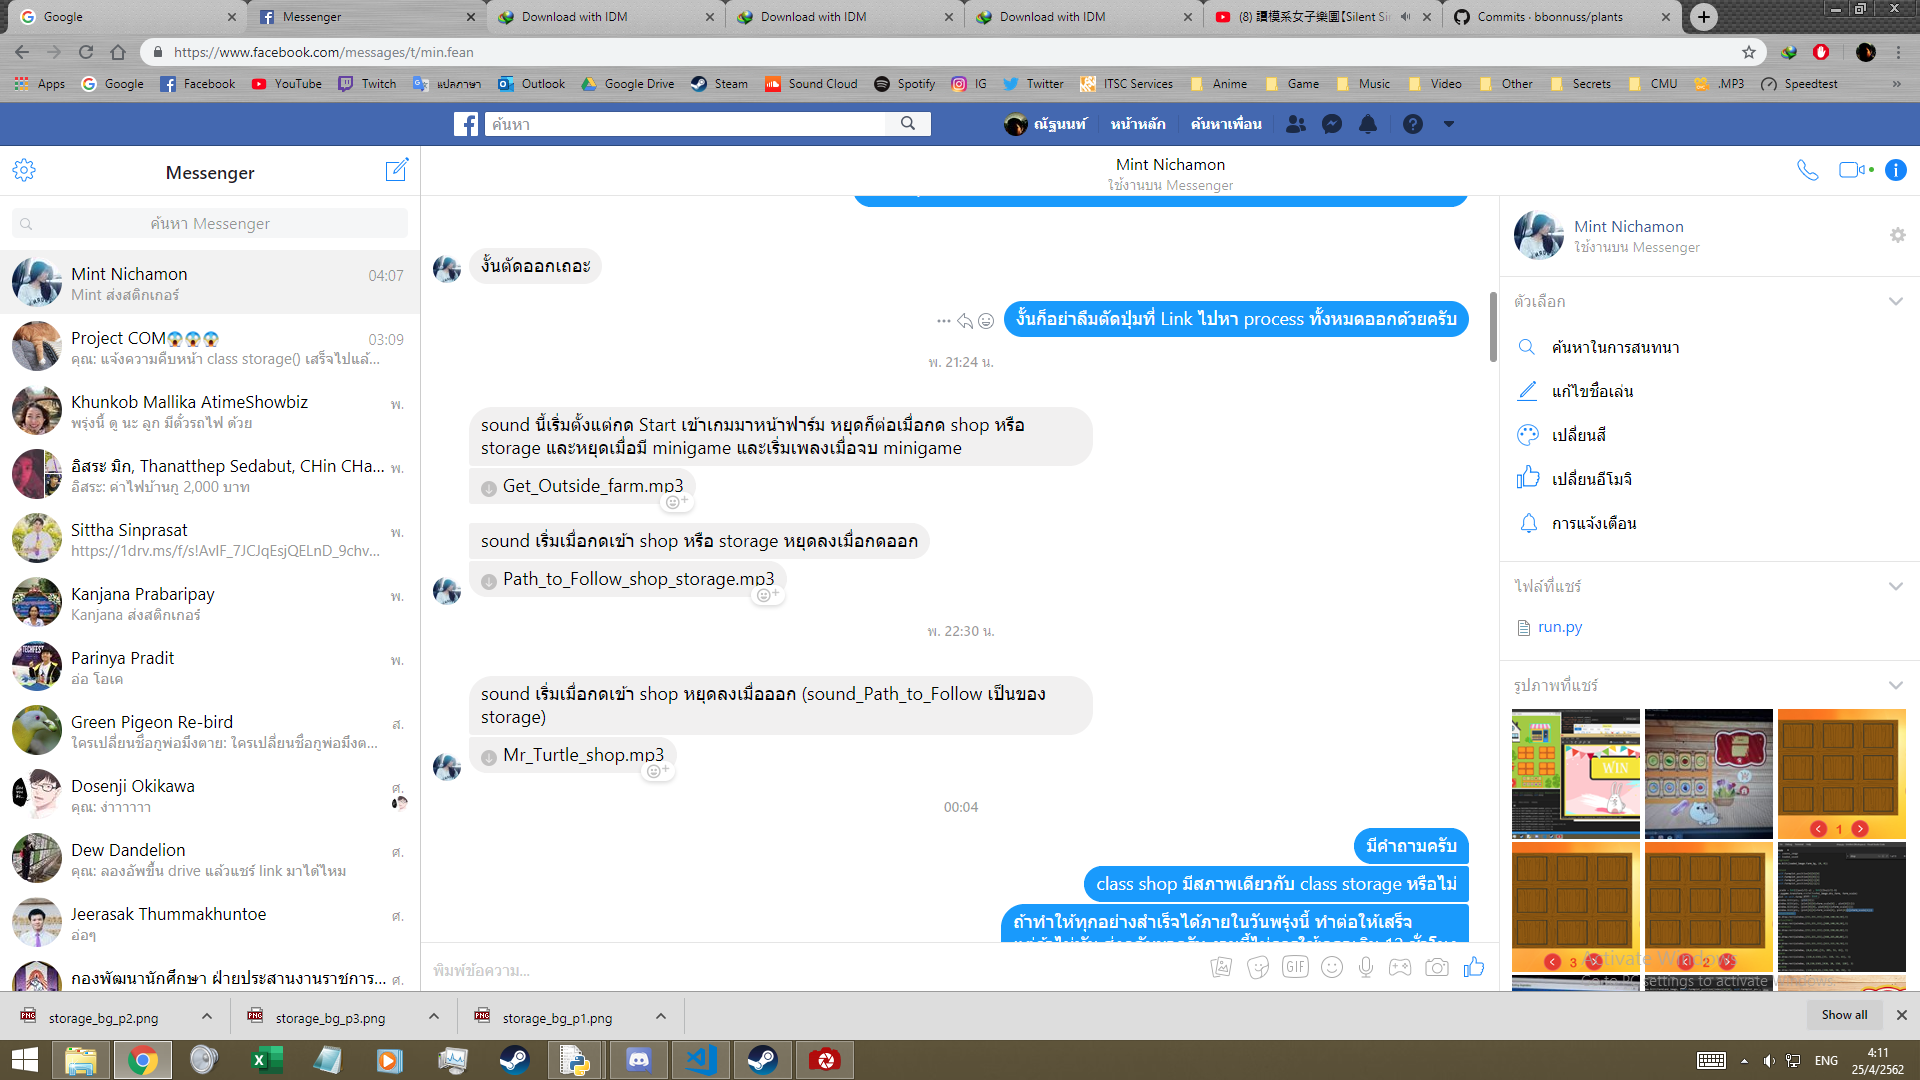 Google
Messenger
Download with IDM
Download with IDM
Download with IDM
Commits · bbonnuss/plants
https://www.facebook.com/messages/t/min.fean
Apps
Google
Facebook
YouTube
Twitch
แปลภาษา
Outlook
Google Drive
Steam
Sound Cloud
Spotify
IG
Twitter
ITSC Services
Anime
Game
Music
Video
Other
Secrets
CMU
.MP3
Speedtest
ค้นหา
ณัฐนนท์
หน้าหลัก
ค้นหาเพื่อน
Messenger
ค้นหา Messenger
Mint Nichamon
04:07
Mint ส่งสติกเกอร์
Project COM😱😱😱
03:09
คุณ: แจ้งความคืบหน้า class storage() เสร็จไปแล้...
Khunkob Mallika AtimeShowbiz
พ.
พรุ่งนี้ ดู นะ ลูก มีตั๋วรถไฟ ด้วย
อิสระ มิก, Thanatthep Sedabut, CHin CHa...
พ.
อิสระ: ค่าไฟบ้านกู 2,000 บาท
Sittha Sinprasat
พ.
https://1drv.ms/f/s!AvIF_7JCJqEsjQELnD_9chv...
Kanjana Prabaripay
พ.
Kanjana ส่งสติกเกอร์
Parinya Pradit
พ.
อ่อ โอเค
Green Pigeon Re-bird
ส.
ใครเปลี่ยนชื่อกูพ่อมึงตาย: ใครเปลี่ยนชื่อกูพ่อมึงต...
Dosenji Okikawa
ศ.
คุณ: ง่าาาาาา
Dew Dandelion
ศ.
คุณ: ลองอัพขึ้น drive แล้วแชร์ link มาได้ไหม
Jeerasak Thummakhuntoe
ศ.
อ่อๆ
กองพัฒนานักศึกษา ฝ่ายประสานงานราชการ...
ศ.
Mint Nichamon
ใช้งานบน Messenger
งั้นตัดออกเถอะ
งั้นก็อย่าลืมตัดปุ่มที่ Link ไปหา process ทั้งหมดออกด้วยครับ
พ. 21:24 น.
sound นี้เริ่มตั้งแต่กด Start เข้าเกมมาหน้าฟาร์ม หยุดก็ต่อเมื่อกด shop หรือ
storage และหยุดเมื่อมี minigame และเริ่มเพลงเมื่อจบ minigame
Get_Outside_farm.mp3
sound เริ่มเมื่อกดเข้า shop หรือ storage หยุดลงเมื่อกดออก
Path_to_Follow_shop_storage.mp3
พ. 22:30 น.
sound เริ่มเมื่อกดเข้า shop หยุดลงเมื่อออก (sound_Path_to_Follow เป็นของ
storage)
Mr_Turtle_shop.mp3
00:04
มีคำถามครับ
class shop มีสภาพเดียวกับ class storage หรือไม่
ถ้าทำให้ทุกอย่างสำเร็จได้ภายในวันพรุ่งนี้ ทำต่อให้เสร็จ
พิมพ์ข้อความ...
GIF
Mint Nichamon
ใช้งานบน Messenger
ตัวเลือก
ค้นหาในการสนทนา
แก้ไขชื่อเล่น
เปลี่ยนสี
เปลี่ยนอีโมจิ
การแจ้งเตือน
ไฟล์ที่แชร์
run.py
รูปภาพที่แชร์
WIN
1
3
2
Activate Windows
Go to PC settings to activate Windows.
storage_bg_p2.png
storage_bg_p3.png
storage_bg_p1.png
Show all
ENG
4:11
25/4/2562